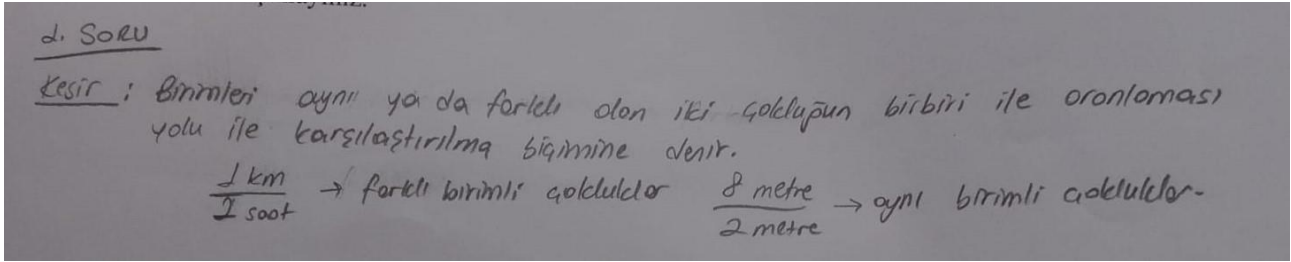 1. SORU
Kesir : Birimleri aynı ya da farklı olan iki çokluğun birbiri ile oranlaması
yolu ile karşılaştırılma biçimine denir.
1 km / 2 saat → farklı birimli çokluklar 8 metre / 2 metre → aynı birimli çokluklar.